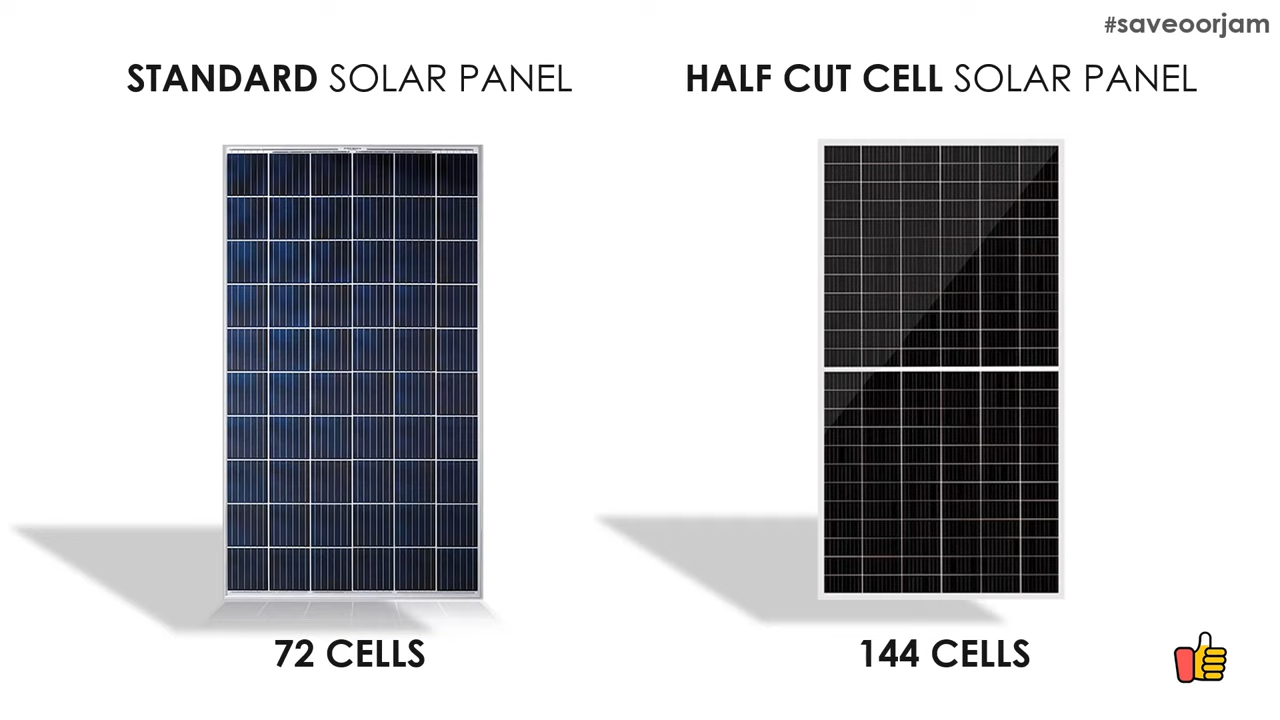 #saveoorjam
STANDARD SOLAR PANEL
HALF CUT CELL SOLAR PANEL
72 CELLS
144 CELLS